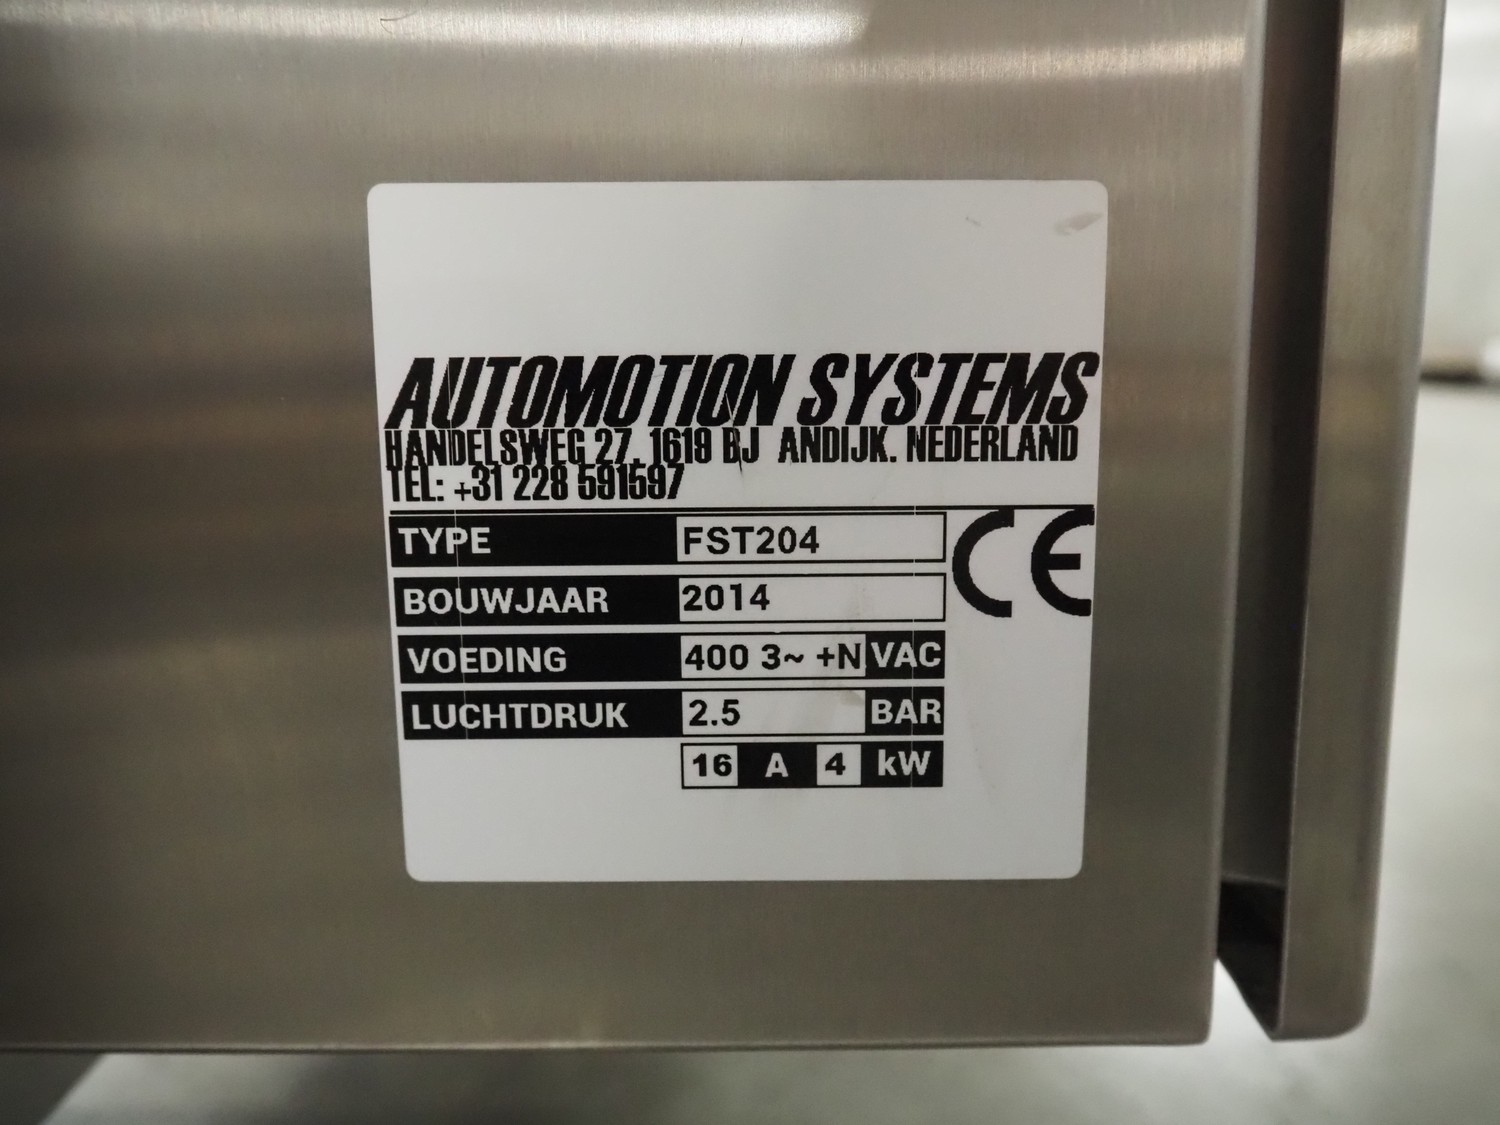 AUTOMOTION SYSTEMS
HANDELSWEG 27, 1619 BJ ANDIJK. NEDERLAND
TEL: +31 228 591597
TYPE FST204
CE
BOUWJAAR 2014
VOEDING 400 3~ +N VAC
LUCHTDRUK 2.5 BAR
16 A 4 kW